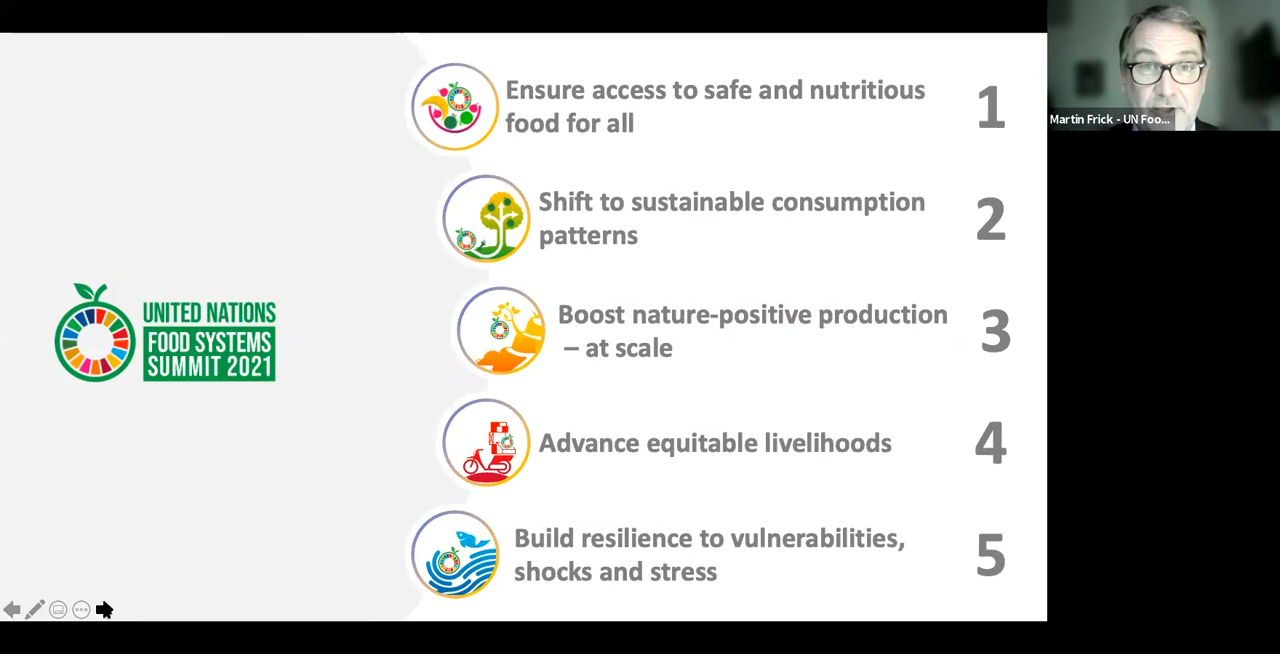 Ensure access to safe and nutritious
food for all
1
Shift to sustainable consumption
patterns
2
Boost nature-positive production
– at scale
3
Advance equitable livelihoods
4
Build resilience to vulnerabilities,
shocks and stress
5
UNITED NATIONS
FOOD SYSTEMS
SUMMIT 2021
Martin Frick - UN Foo...